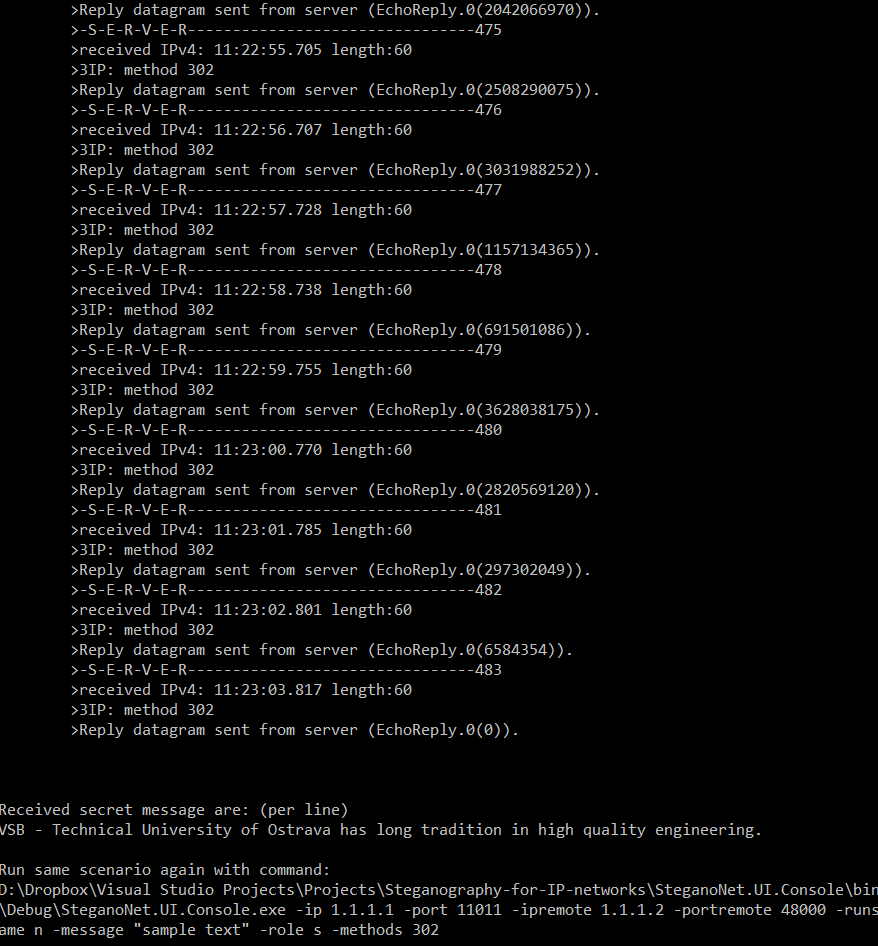 >Reply datagram sent from server (EchoReply.0(2042066970)).
>-S-E-R-V-E-R--------------------------------475
>received IPv4: 11:22:55.705 length:60
>3IP: method 302
>Reply datagram sent from server (EchoReply.0(2508290075)).
>-S-E-R-V-E-R--------------------------------476
>received IPv4: 11:22:56.707 length:60
>3IP: method 302
>Reply datagram sent from server (EchoReply.0(3031988252)).
>-S-E-R-V-E-R--------------------------------477
>received IPv4: 11:22:57.728 length:60
>3IP: method 302
>Reply datagram sent from server (EchoReply.0(1157134365)).
>-S-E-R-V-E-R--------------------------------478
>received IPv4: 11:22:58.738 length:60
>3IP: method 302
>Reply datagram sent from server (EchoReply.0(691501086)).
>-S-E-R-V-E-R--------------------------------479
>received IPv4: 11:22:59.755 length:60
>3IP: method 302
>Reply datagram sent from server (EchoReply.0(3628038175)).
>-S-E-R-V-E-R--------------------------------480
>received IPv4: 11:23:00.770 length:60
>3IP: method 302
>Reply datagram sent from server (EchoReply.0(2820569120)).
>-S-E-R-V-E-R--------------------------------481
>received IPv4: 11:23:01.785 length:60
>3IP: method 302
>Reply datagram sent from server (EchoReply.0(297302049)).
>-S-E-R-V-E-R--------------------------------482
>received IPv4: 11:23:02.801 length:60
>3IP: method 302
>Reply datagram sent from server (EchoReply.0(6584354)).
>-S-E-R-V-E-R--------------------------------483
>received IPv4: 11:23:03.817 length:60
>3IP: method 302
>Reply datagram sent from server (EchoReply.0(0)).
Received secret message are: (per line)
VSB - Technical University of Ostrava has long tradition in high quality engineering.
Run same scenario again with command:
D:\Dropbox\Visual Studio Projects\Projects\Steganography-for-IP-networks\SteganoNet.UI.Console\bin
\Debug\SteganoNet.UI.Console.exe -ip 1.1.1.1 -port 11011 -ipremote 1.1.1.2 -portremote 48000 -runs
ame n -message "sample text" -role s -methods 302